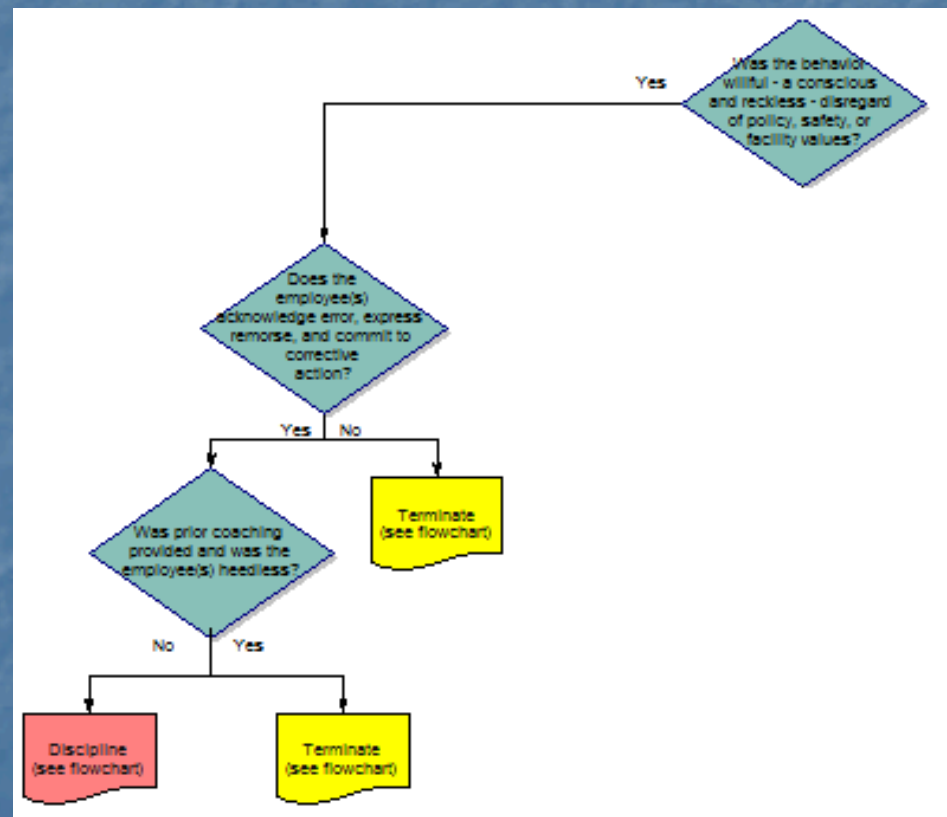 Was the behavior
willful - a conscious
and reckless - disregard
of policy, safety, or
facility values?
Yes
Does the
employee(s)
acknowledge error, express
remorse, and commit to
corrective
action?
Yes
No
Was prior coaching
provided and was the
employee(s) heedless?
Terminate
(see flowchart)
No
Yes
Discipline
(see flowchart)
Terminate
(see flowchart)